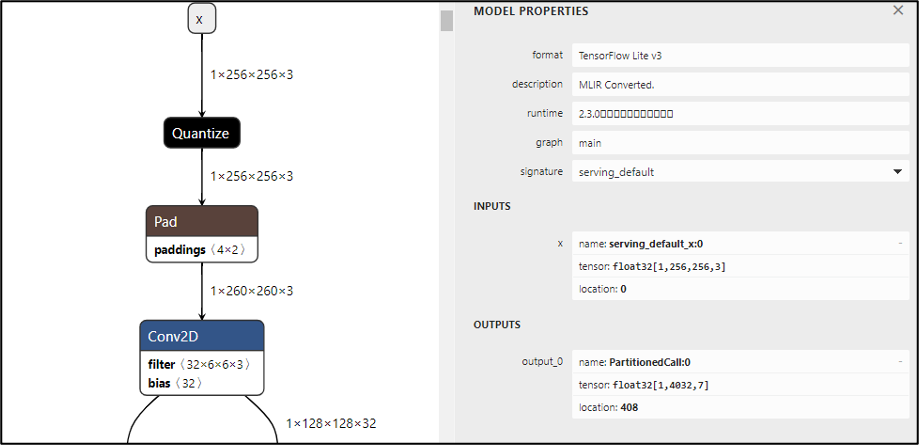 x
1×256×256×3
Quantize
1×256×256×3
Pad
paddings ⟨4×2⟩
1×260×260×3
Conv2D
filter ⟨32×6×6×3⟩
bias ⟨32⟩
1×128×128×32
MODEL PROPERTIES
format TensorFlow Lite v3
description MLIR Converted.
runtime 2.3.0▯▯▯▯▯▯▯▯▯▯▯
graph main
signature serving_default
INPUTS
x name: serving_default_x:0 -
tensor: float32[1,256,256,3]
location: 0
OUTPUTS
output_0 name: PartitionedCall:0 -
tensor: float32[1,4032,7]
location: 408